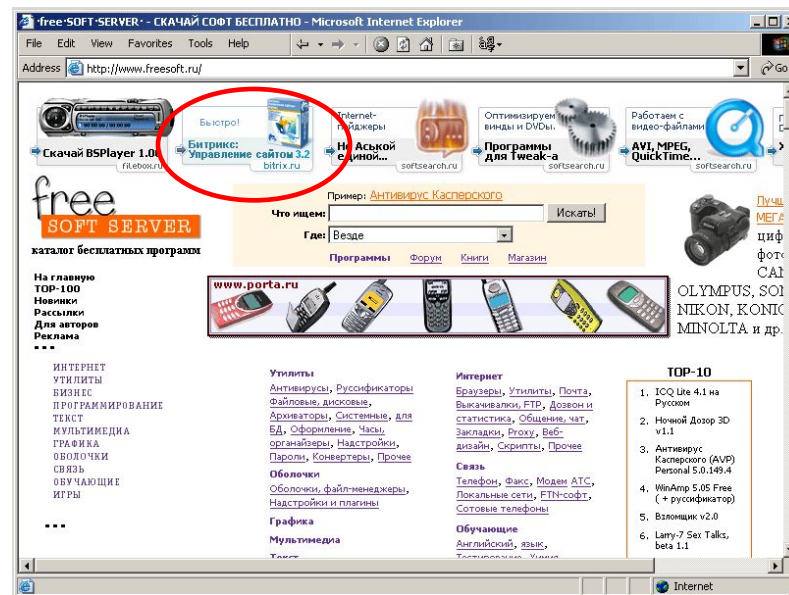 ·free·SOFT·SERVER· - СКАЧАЙ СОФТ БЕСПЛАТНО - Microsoft Internet Explorer
File Edit View Favorites Tools Help
Address http://www.freesoft.ru/ Go
Скачай BSPlayer 1.00
filebox.ru
Быстро!
Битрикс:
Управление сайтом 3.2
bitrix.ru
Internet-
пэйджеры
Не Аськой
единой...
softsearch.ru
Оптимизируем
винды и DVDы.
Программы
для Tweak-а
softsearch.ru
Работаем с
видео-файлами
AVI, MPEG,
QuickTime...
softsearch.ru
free
SOFT SERVER
каталог бесплатных программ
Пример: Антивирус Касперского
Что ищем: Искать!
Где: Везде
Программы Форум Книги Магазин
На главную
TOP-100
Новинки
Рассылки
Для авторов
Реклама
www.porta.ru
OLYMPUS,
NIKON,
MINOLTA и др.
ИНТЕРНЕТ
УТИЛИТЫ
БИЗНЕС
ПРОГРАММИРОВАНИЕ
ТЕКСТ
МУЛЬТИМЕДИА
ГРАФИКА
ОБОЛОЧКИ
СВЯЗЬ
ОБУЧАЮЩИЕ
ИГРЫ
Утилиты
Антивирусы, Руссификаторы
Файловые, дисковые,
Архиваторы, Системные, для
БД, Оформление, Часы,
органайзеры, Надстройки,
Пароли, Конвертеры, Прочее
Оболочки
Оболочки, файл-менеджеры,
Надстройки и плагины
Графика
Мультимедиа
Текст
Интернет
Браузеры, Утилиты, Почта,
Выкачивалки, FTP, Дозвон и
статистика, Общение, чат,
Закладки, Proxy, Веб-
дизайн, Скрипты, Прочее
Связь
Телефон, Факс, Модем АТС,
Локальные сети, FTN-софт,
Сотовые телефоны
Обучающие
Английский, язык,
Тестирование, Химия
TOP-10
1. ICQ Lite 4.1 на
Русском
2. Ночной Дозор 3D
v1.1
3. Антивирус
Касперского (AVP)
Personal 5.0.149.4
4. WinAmp 5.05 Free
( + руссификатор)
5. Взломщик v2.0
6. Larry-7 Sex Talks,
beta 1.1
Internet